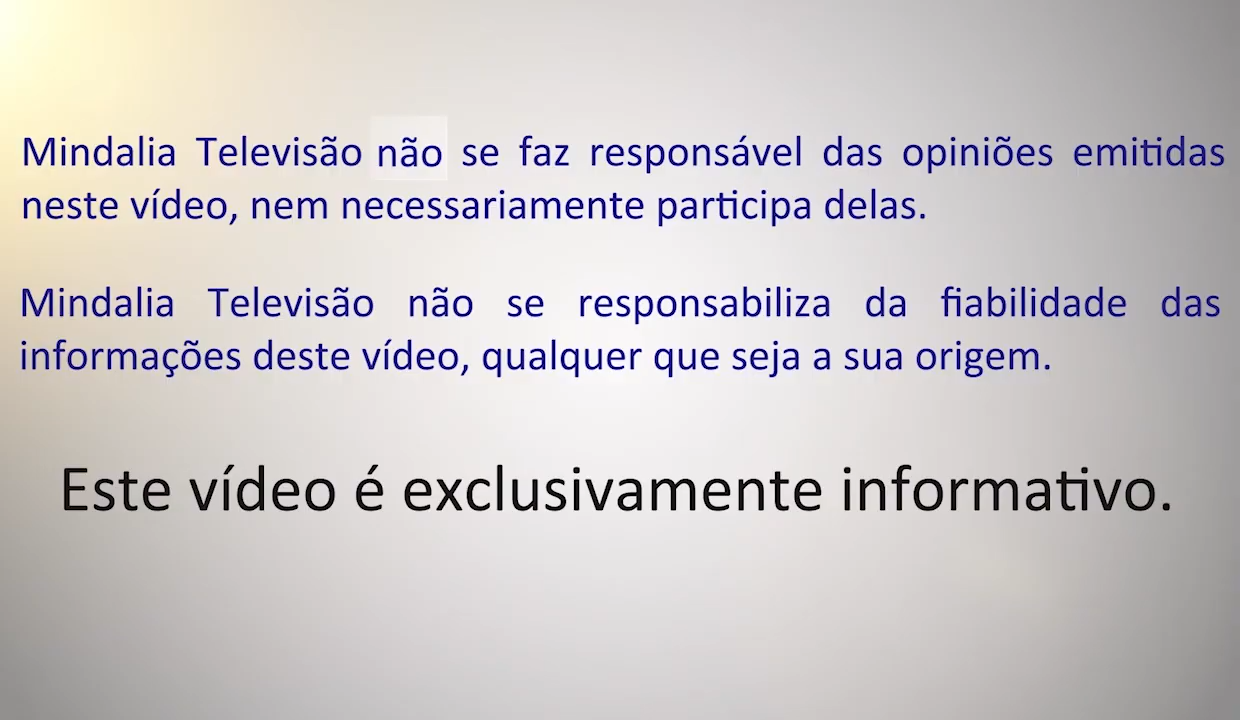 Mindalia Televisão não se faz responsável das opiniões emitidas
neste vídeo, nem necessariamente participa delas.
Mindalia Televisão não se responsabiliza da fiabilidade das
informações deste vídeo, qualquer que seja a sua origem.
Este vídeo é exclusivamente informativo.